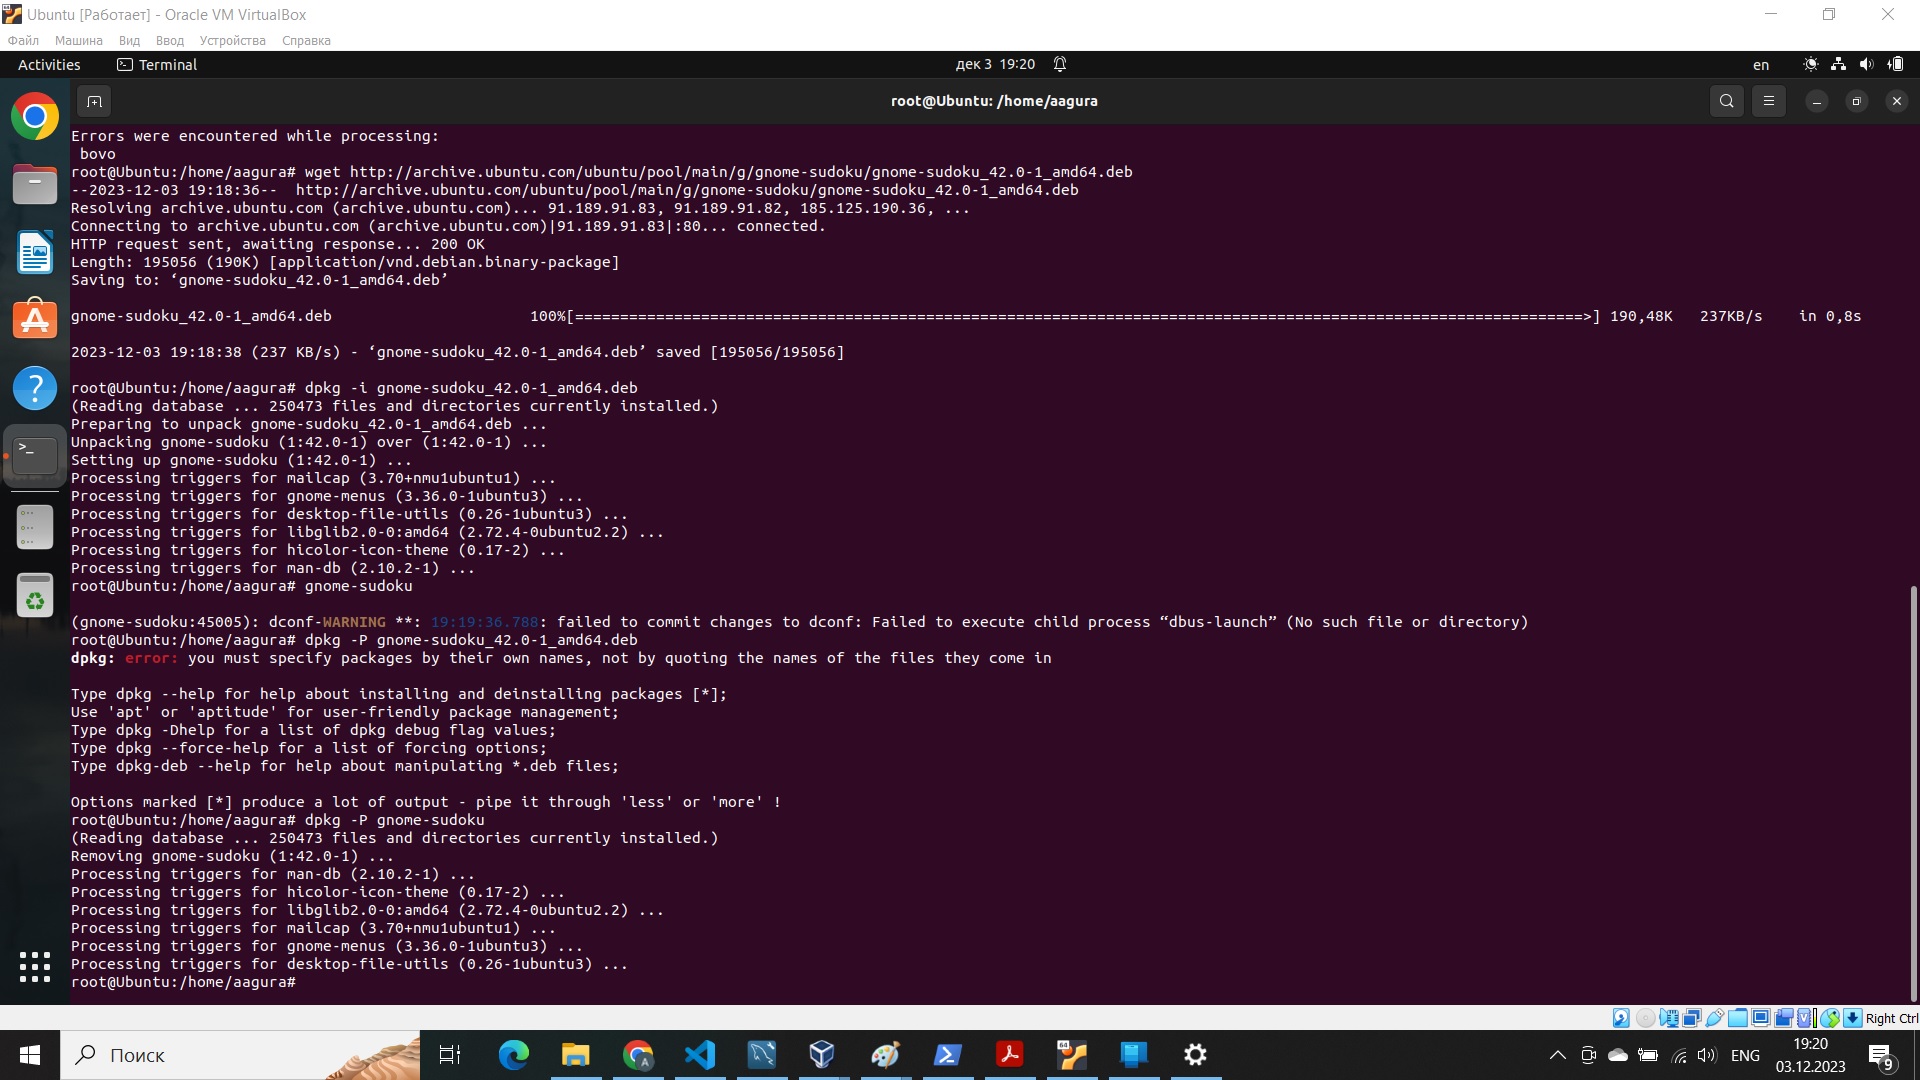 Ubuntu [Работает] - Oracle VM VirtualBox
Файл Машина Вид Ввод Устройства Справка
Activities Terminal дек 3 19:20 en
root@Ubuntu: /home/aagura
Errors were encountered while processing:
bovo
root@Ubuntu:/home/aagura# wget http://archive.ubuntu.com/ubuntu/pool/main/g/gnome-sudoku/gnome-sudoku_42.0-1_amd64.deb
--2023-12-03 19:18:36-- http://archive.ubuntu.com/ubuntu/pool/main/g/gnome-sudoku/gnome-sudoku_42.0-1_amd64.deb
Resolving archive.ubuntu.com (archive.ubuntu.com)... 91.189.91.83, 91.189.91.82, 185.125.190.36, ...
Connecting to archive.ubuntu.com (archive.ubuntu.com)|91.189.91.83|:80... connected.
HTTP request sent, awaiting response... 200 OK
Length: 195056 (190K) [application/vnd.debian.binary-package]
Saving to: ‘gnome-sudoku_42.0-1_amd64.deb’
gnome-sudoku_42.0-1_amd64.deb 100%[================================================================================================================>] 190,48K 237KB/s in 0,8s
2023-12-03 19:18:38 (237 KB/s) - ‘gnome-sudoku_42.0-1_amd64.deb’ saved [195056/195056]
root@Ubuntu:/home/aagura# dpkg -i gnome-sudoku_42.0-1_amd64.deb
(Reading database ... 250473 files and directories currently installed.)
Preparing to unpack gnome-sudoku_42.0-1_amd64.deb ...
Unpacking gnome-sudoku (1:42.0-1) over (1:42.0-1) ...
Setting up gnome-sudoku (1:42.0-1) ...
Processing triggers for mailcap (3.70+nmu1ubuntu1) ...
Processing triggers for gnome-menus (3.36.0-1ubuntu3) ...
Processing triggers for desktop-file-utils (0.26-1ubuntu3) ...
Processing triggers for libglib2.0-0:amd64 (2.72.4-0ubuntu2.2) ...
Processing triggers for hicolor-icon-theme (0.17-2) ...
Processing triggers for man-db (2.10.2-1) ...
root@Ubuntu:/home/aagura# gnome-sudoku
(gnome-sudoku:45005): dconf-WARNING **: 19:19:36.788: failed to commit changes to dconf: Failed to execute child process “dbus-launch” (No such file or directory)
root@Ubuntu:/home/aagura# dpkg -P gnome-sudoku_42.0-1_amd64.deb
dpkg: error: you must specify packages by their own names, not by quoting the names of the files they come in
Type dpkg --help for help about installing and deinstalling packages [*];
Use 'apt' or 'aptitude' for user-friendly package management;
Type dpkg -Dhelp for a list of dpkg debug flag values;
Type dpkg --force-help for a list of forcing options;
Type dpkg-deb --help for help about manipulating *.deb files;
Options marked [*] produce a lot of output - pipe it through 'less' or 'more' !
root@Ubuntu:/home/aagura# dpkg -P gnome-sudoku
(Reading database ... 250473 files and directories currently installed.)
Removing gnome-sudoku (1:42.0-1) ...
Processing triggers for man-db (2.10.2-1) ...
Processing triggers for hicolor-icon-theme (0.17-2) ...
Processing triggers for libglib2.0-0:amd64 (2.72.4-0ubuntu2.2) ...
Processing triggers for mailcap (3.70+nmu1ubuntu1) ...
Processing triggers for gnome-menus (3.36.0-1ubuntu3) ...
Processing triggers for desktop-file-utils (0.26-1ubuntu3) ...
root@Ubuntu:/home/aagura#
Right Ctrl
Поиск ENG 19:20
03.12.2023 9